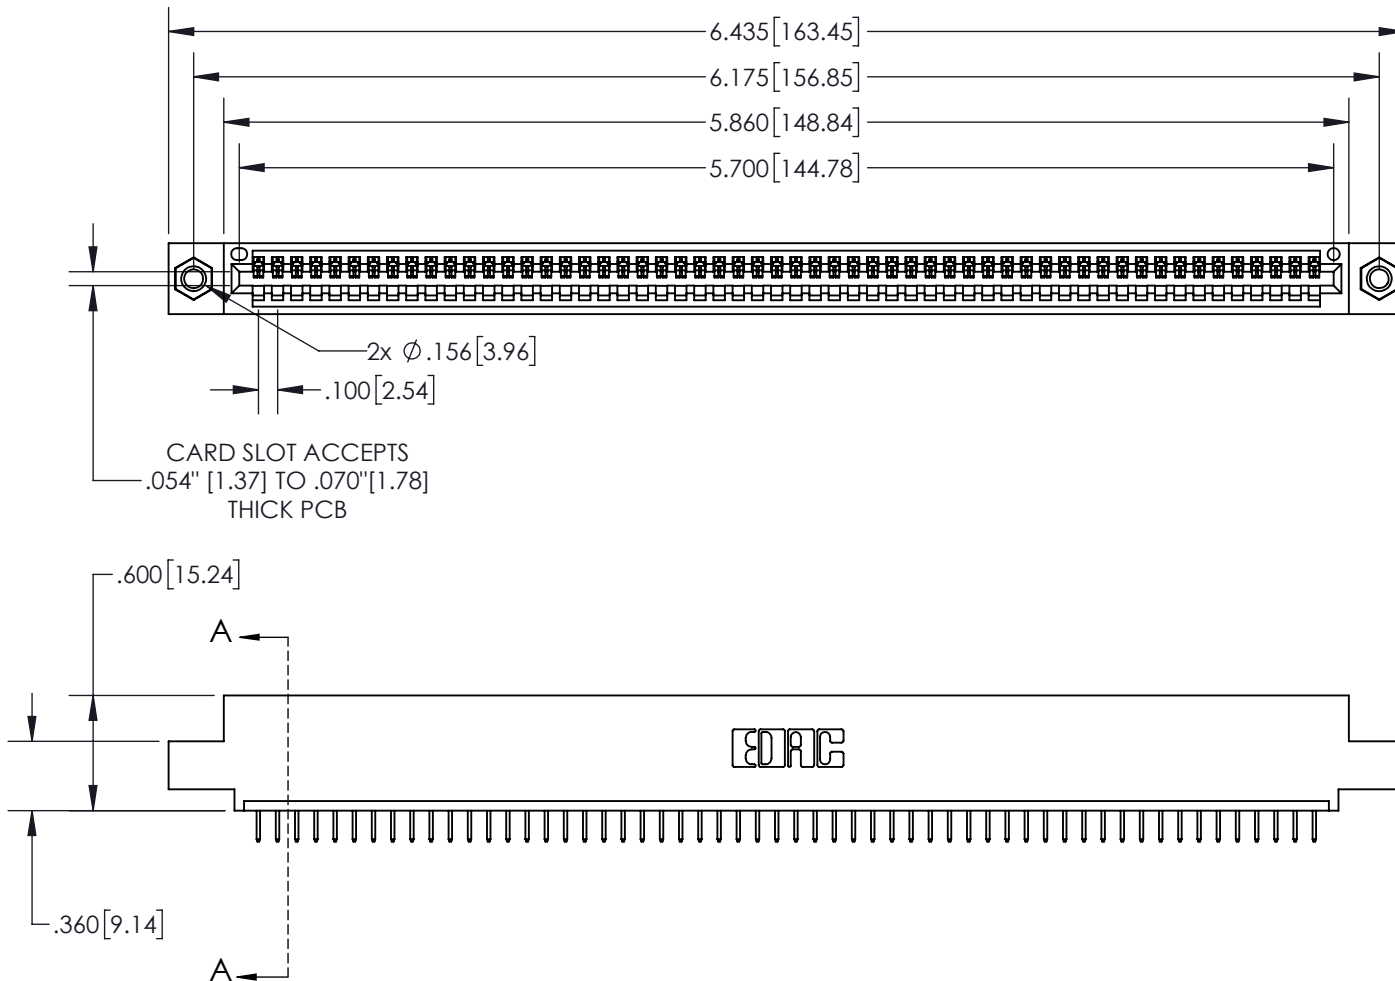 6.435[163.45]
6.175[156.85]
5.860[148.84]
5.700[144.78]
2x Ø.156[3.96]
.100[2.54]
CARD SLOT ACCEPTS
.054" [1.37] TO .070"[1.78]
THICK PCB
.600[15.24]
A
EDAC
.360[9.14]
A